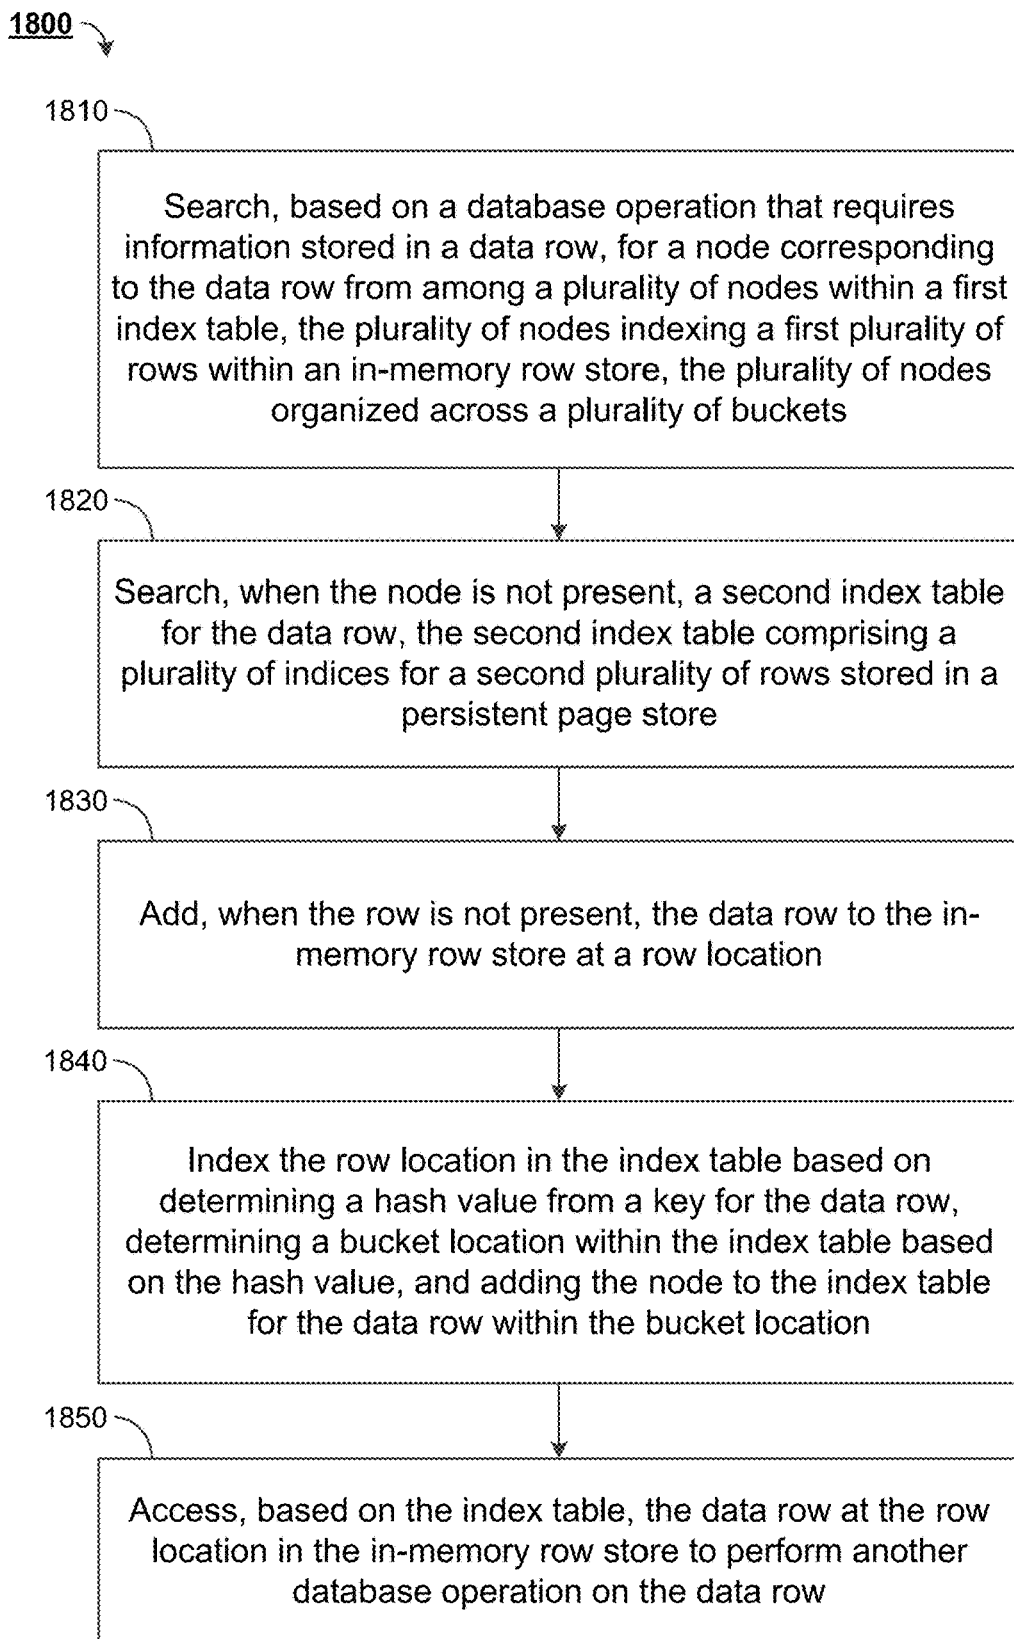 1800
1810
Search, based on a database operation that requires
information stored in a data row, for a node corresponding
to the data row from among a plurality of nodes within a first
index table, the plurality of nodes indexing a first plurality of
rows within an in-memory row store, the plurality of nodes
organized across a plurality of buckets
1820
Search, when the node is not present, a second index table
for the data row, the second index table comprising a
plurality of indices for a second plurality of rows stored in a
persistent page store
1830
Add, when the row is not present, the data row to the in-
memory row store at a row location
1840
Index the row location in the index table based on
determining a hash value from a key for the data row,
determining a bucket location within the index table based
on the hash value, and adding the node to the index table
for the data row within the bucket location
1850
Access, based on the index table, the data row at the row
location in the in-memory row store to perform another
database operation on the data row